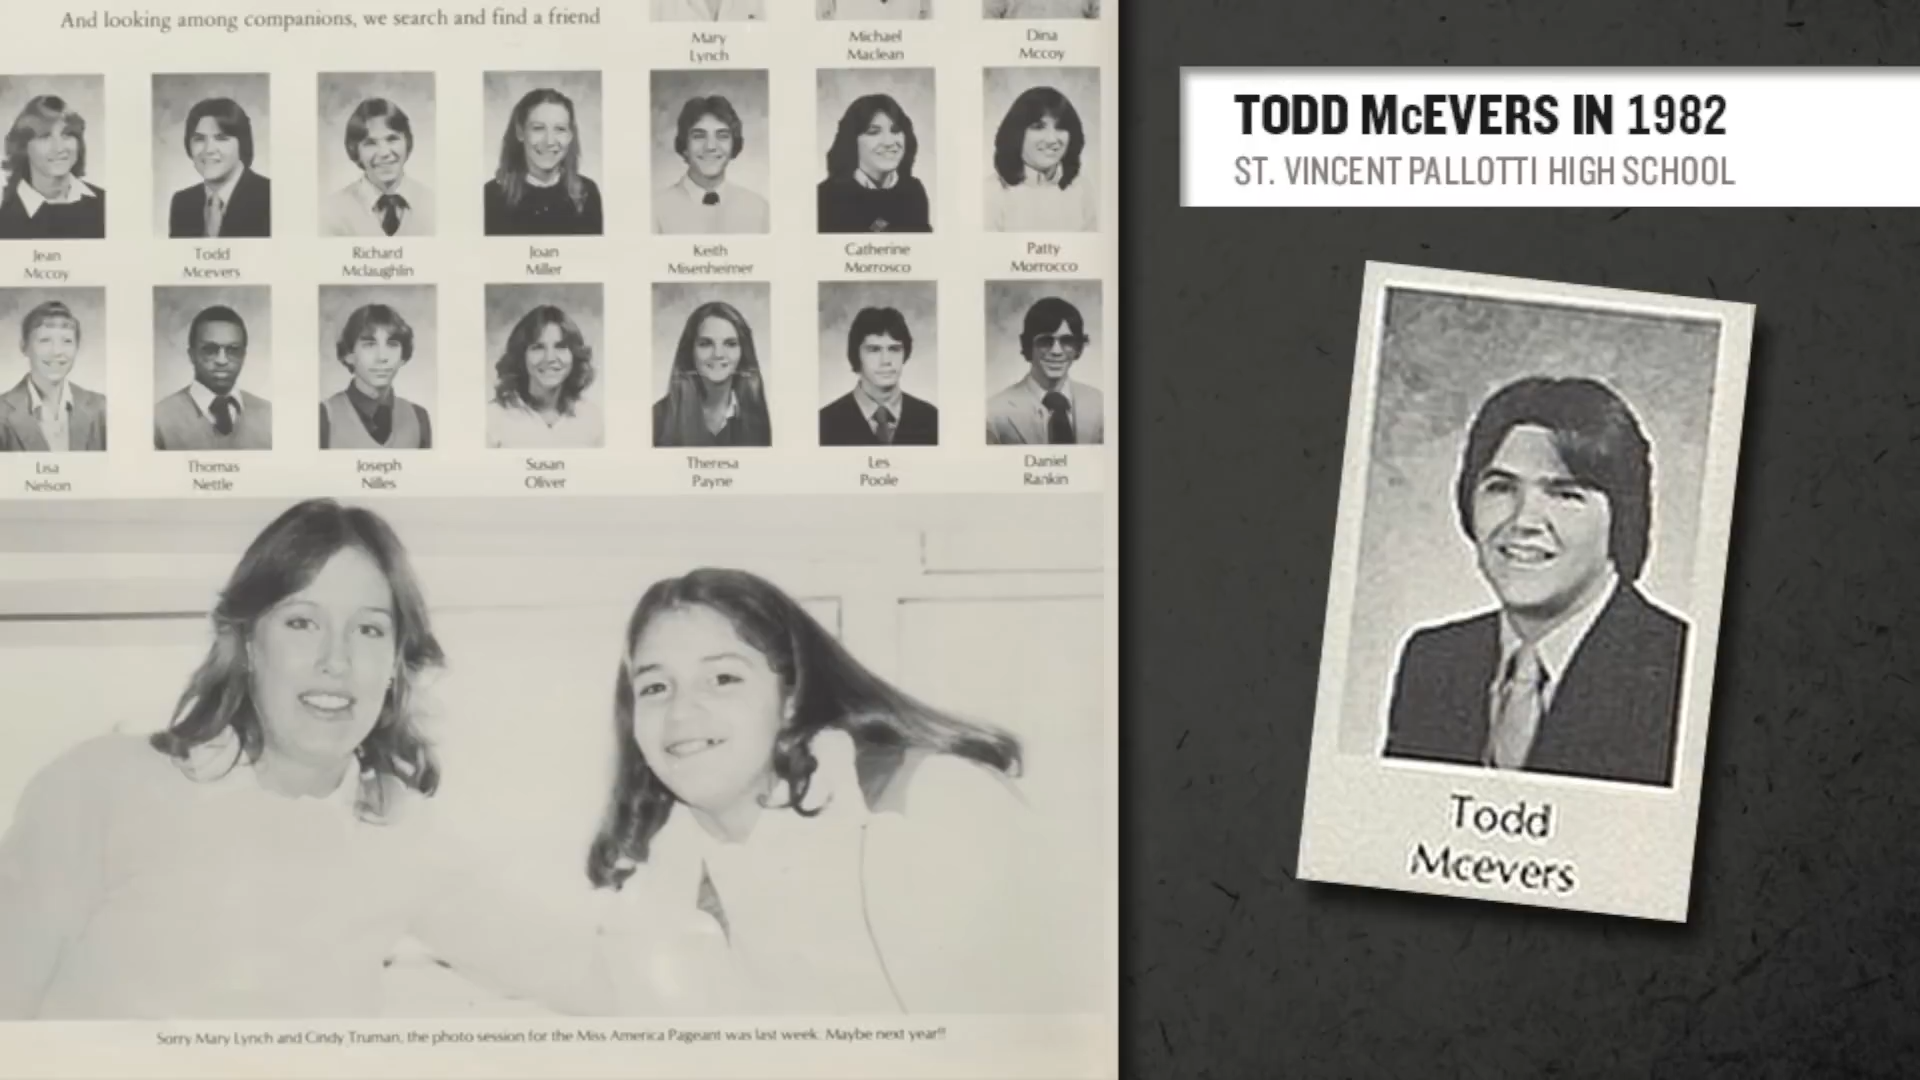 And looking among companions, we search and find a friend
Mary
Lynch
Michael
Maclean
Dina
Mccoy
Jean
Mccoy
Todd
Mcevers
Richard
Mclaughlin
Joan
Miller
Keith
Misenheimer
Catherine
Morrosco
Patty
Morrocco
Lisa
Nelson
Thomas
Nettle
Joseph
Nilles
Susan
Oliver
Theresa
Payne
Les
Poole
Daniel
Rankin
Sorry Mary Lynch and Cindy Truman, the photo session for the Miss America Pageant was last week. Maybe next year!!
TODD McEVERS IN 1982
ST. VINCENT PALLOTTI HIGH SCHOOL
Todd
Mcevers